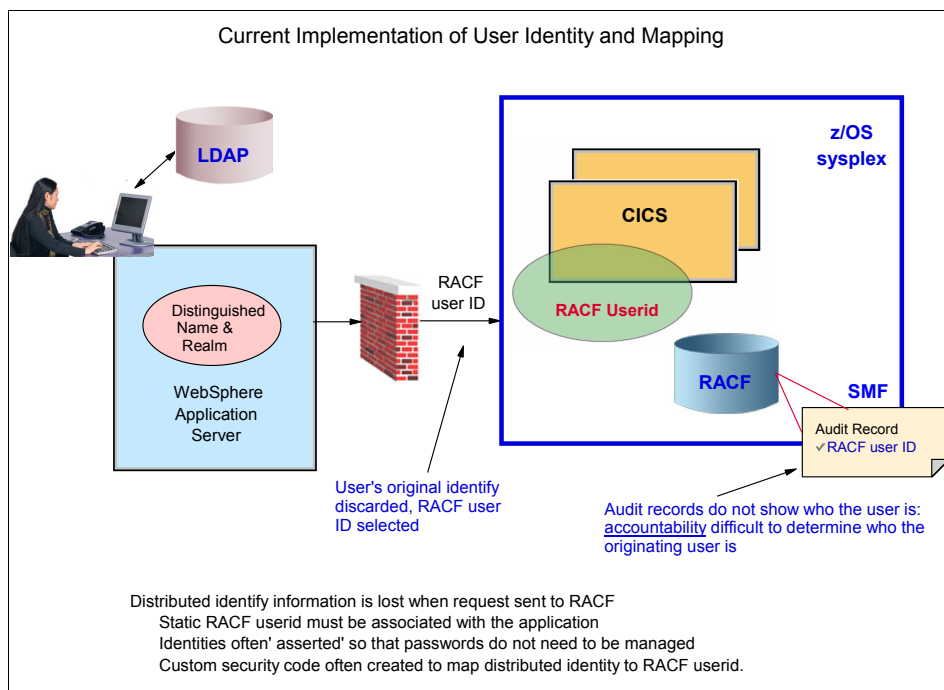 Current Implementation of User Identity and Mapping
LDAP
z/OS
sysplex
CICS
RACF
user ID
RACF Userid
Distinguished
Name &
Realm
WebSphere
Application
Server
RACF
SMF
Audit Record
✓RACF user ID
User's original identify
discarded, RACF user
ID selected
Audit records do not show who the user is:
accountability difficult to determine who the
originating user is
Distributed identify information is lost when request sent to RACF
Static RACF userid must be associated with the application
Identities often' asserted' so that passwords do not need to be managed
Custom security code often created to map distributed identity to RACF userid.